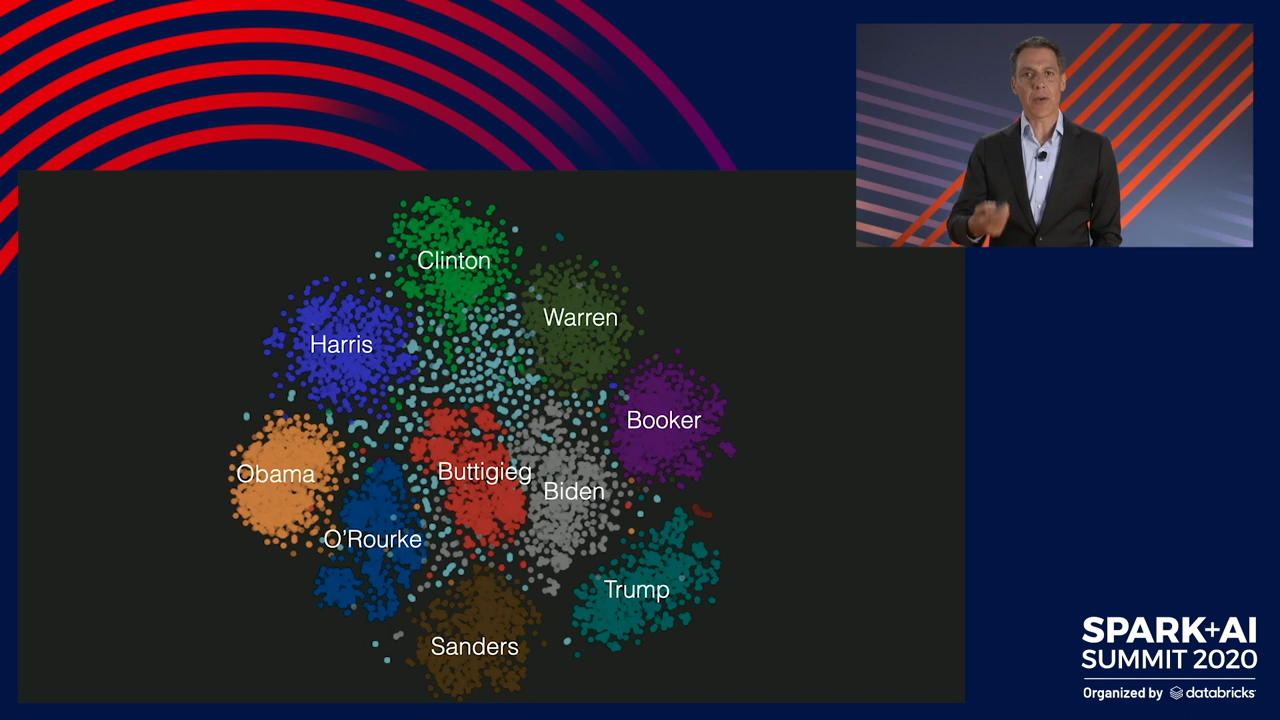 Clinton
Warren
Harris
Booker
Obama
Buttigieg
Biden
O'Rourke
Trump
Sanders
SPARK+AI
SUMMIT 2020
Organized by databricks